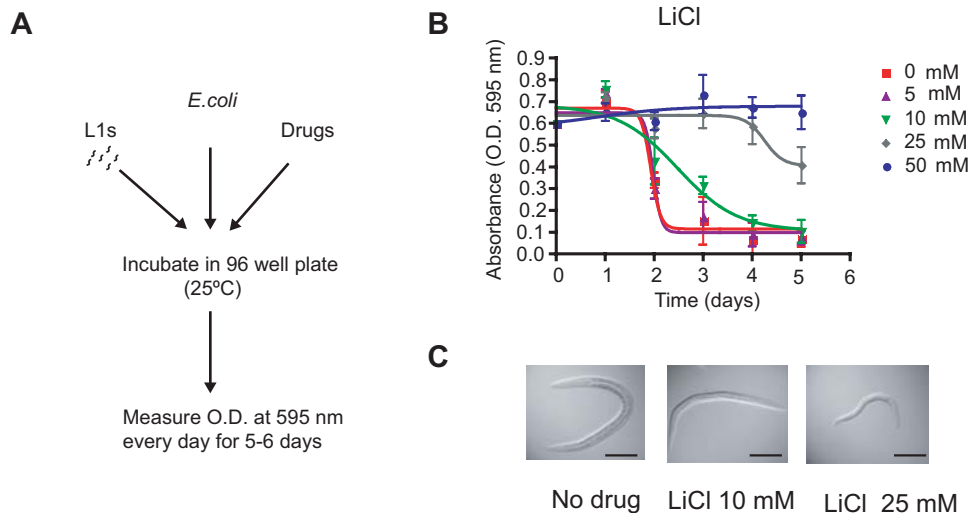 A
E.coli
L1s
Drugs
Incubate in 96 well plate
(25ºC)
Measure O.D. at 595 nm
every day for 5-6 days
B
LiCl
Absorbance (O.D. 595 nm)
0.9
0.8
0.7
0.6
0.5
0.4
0.3
0.2
0.1
0.0
0 1 2 3 4 5 6
Time (days)
0 mM
5 mM
10 mM
25 mM
50 mM
C
No drug
LiCl 10 mM
LiCl 25 mM